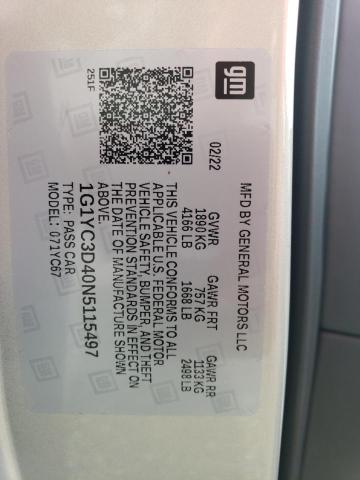 gm
MFD BY GENERAL MOTORS LLC
02/22 GVWR GAWR FRT GAWR RR
1890 KG 757 KG 1133 KG
4166 LB 1668 LB 2498 LB
THIS VEHICLE CONFORMS TO ALL
APPLICABLE U.S. FEDERAL MOTOR
VEHICLE SAFETY, BUMPER, AND THEFT
PREVENTION STANDARDS IN EFFECT ON
THE DATE OF MANUFACTURE SHOWN
ABOVE.
251F
1G1YC3D40N5115497
TYPE: PASS CAR
MODEL: 071YC67